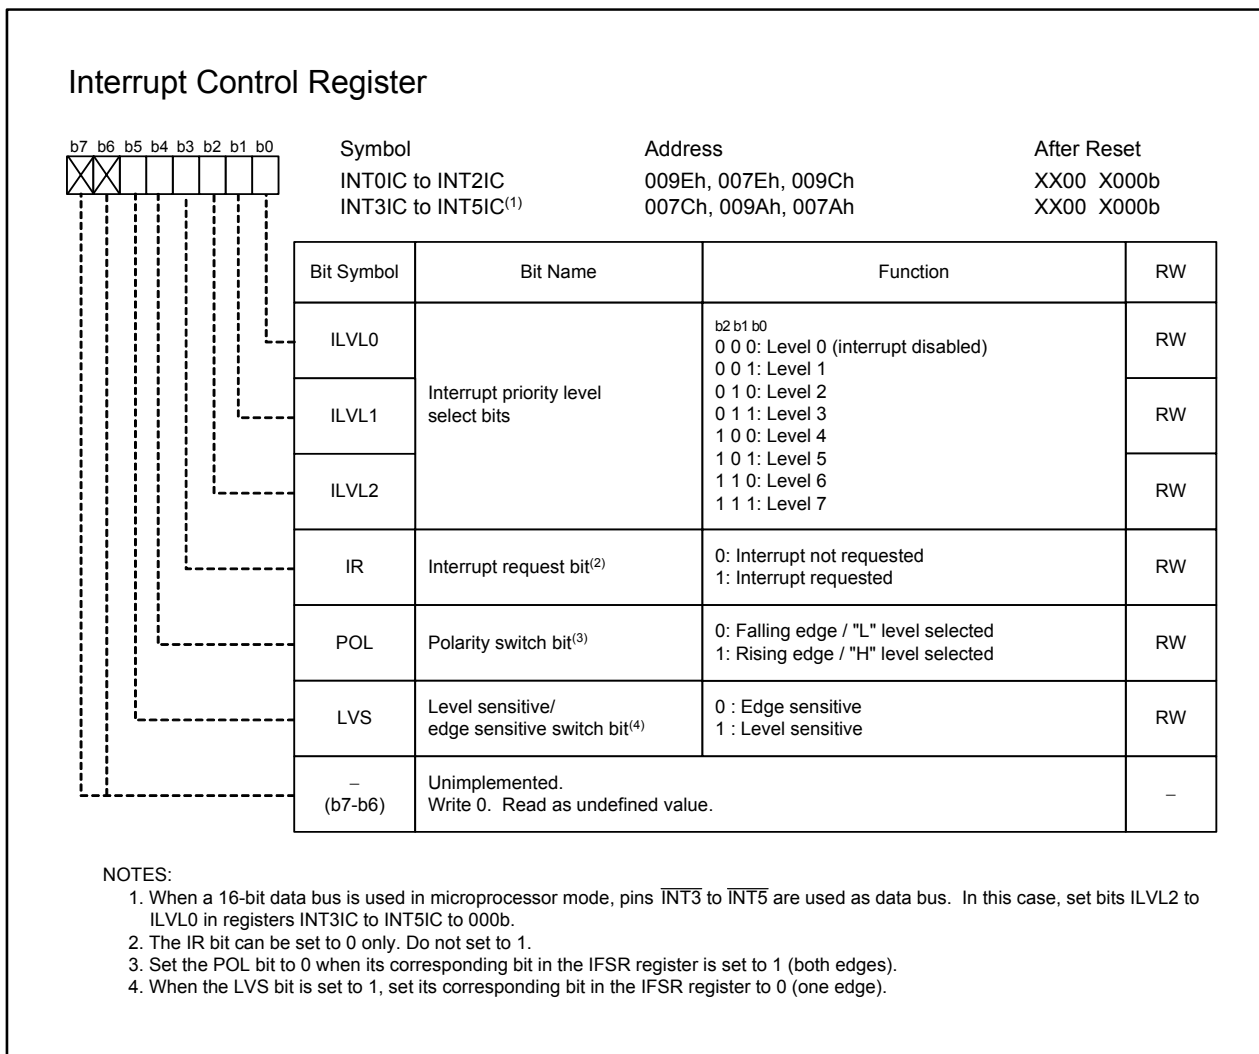 Interrupt Control Register
b7 b6 b5 b4 b3 b2 b1 b0
Symbol Address After Reset
INT0IC to INT2IC 009Eh, 007Eh, 009Ch XX00 X000b
INT3IC to INT5IC(1) 007Ch, 009Ah, 007Ah XX00 X000b
Bit Symbol Bit Name Function RW
ILVL0
ILVL1
ILVL2
Interrupt priority level
select bits
b2 b1 b0
0 0 0: Level 0 (interrupt disabled)
0 0 1: Level 1
0 1 0: Level 2
0 1 1: Level 3
1 0 0: Level 4
1 0 1: Level 5
1 1 0: Level 6
1 1 1: Level 7
RW
RW
RW
IR Interrupt request bit(2)
0: Interrupt not requested
1: Interrupt requested
RW
POL Polarity switch bit(3)
0: Falling edge / "L" level selected
1: Rising edge / "H" level selected
RW
LVS
Level sensitive/
edge sensitive switch bit(4)
0 : Edge sensitive
1 : Level sensitive
RW
–
(b7-b6)
Unimplemented.
Write 0. Read as undefined value.
–
NOTES:
1. When a 16-bit data bus is used in microprocessor mode, pins INT3 to INT5 are used as data bus. In this case, set bits ILVL2 to
ILVL0 in registers INT3IC to INT5IC to 000b.
2. The IR bit can be set to 0 only. Do not set to 1.
3. Set the POL bit to 0 when its corresponding bit in the IFSR register is set to 1 (both edges).
4. When the LVS bit is set to 1, set its corresponding bit in the IFSR register to 0 (one edge).